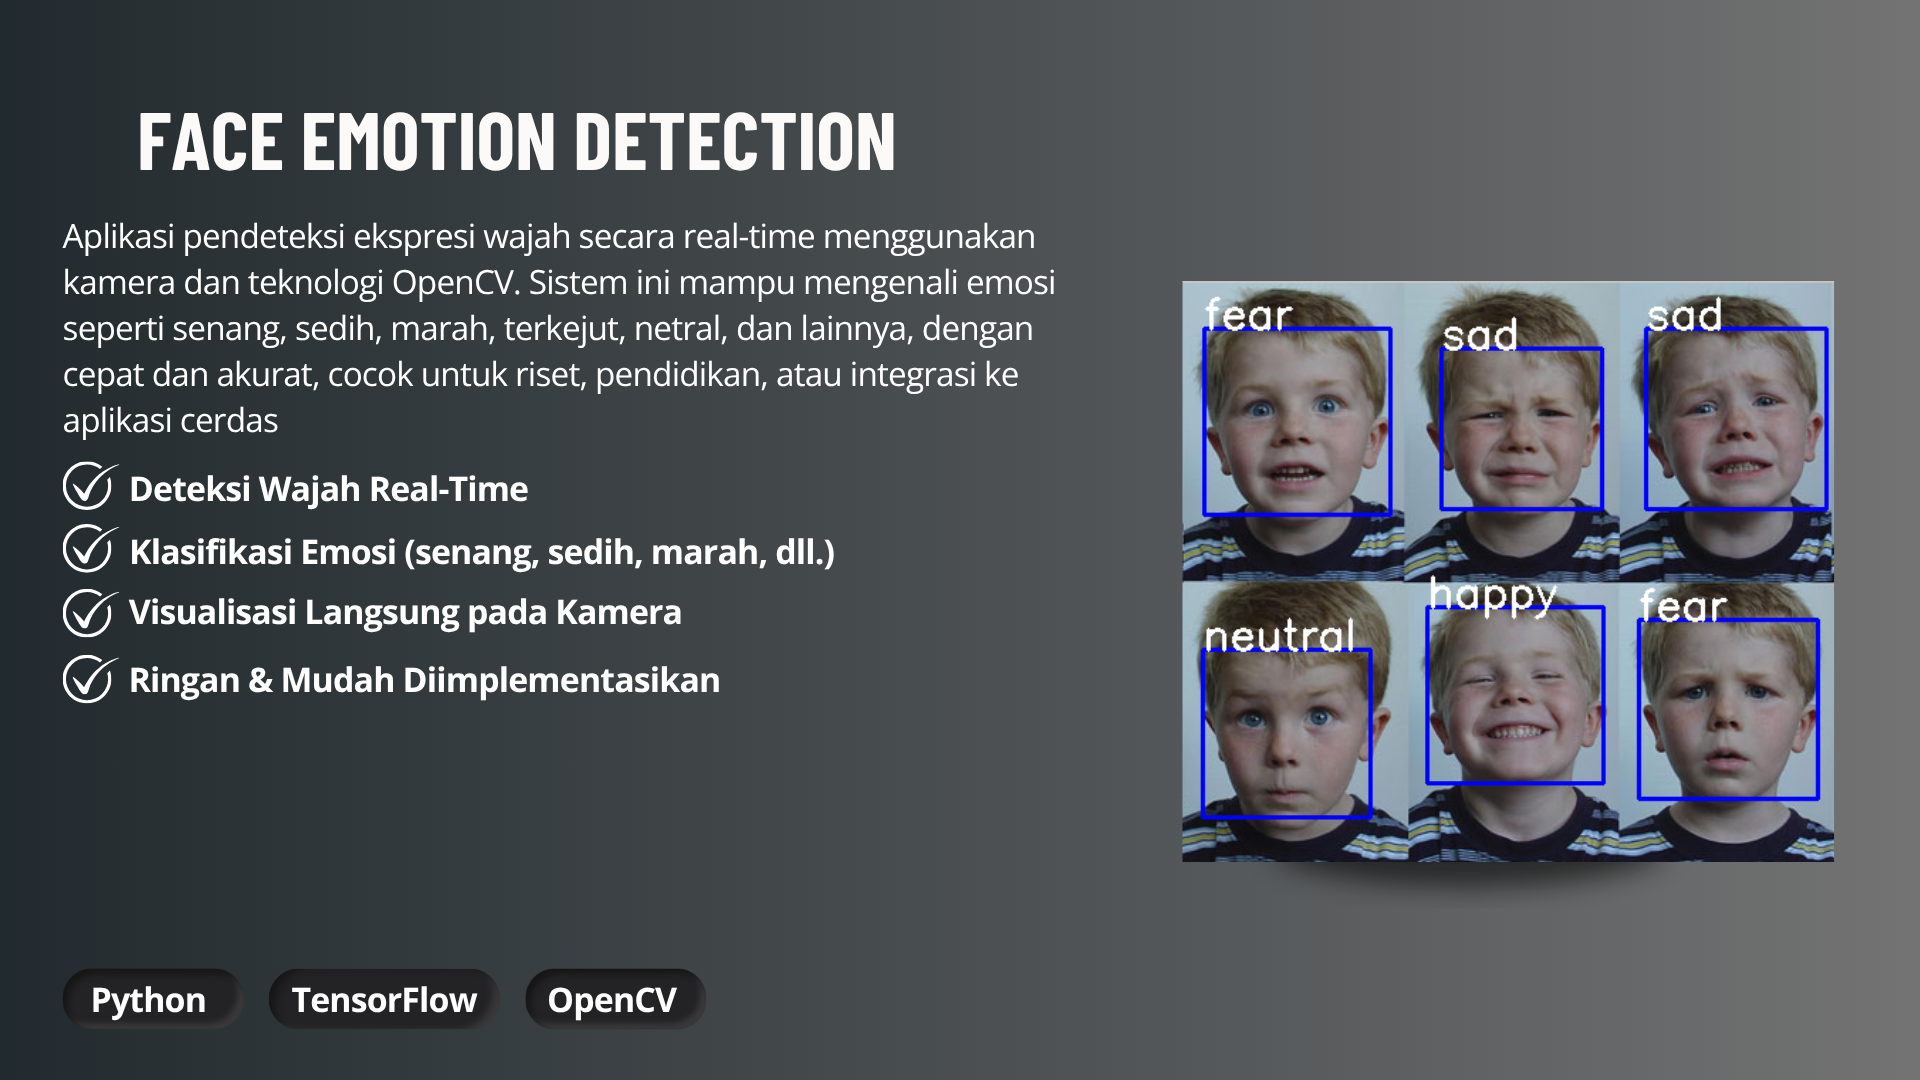 FACE EMOTION DETECTION
Aplikasi pendeteksi ekspresi wajah secara real-time menggunakan
kamera dan teknologi OpenCV. Sistem ini mampu mengenali emosi
seperti senang, sedih, marah, terkejut, netral, dan lainnya, dengan
cepat dan akurat, cocok untuk riset, pendidikan, atau integrasi ke
aplikasi cerdas
Deteksi Wajah Real-Time
Klasifikasi Emosi (senang, sedih, marah, dll.)
Visualisasi Langsung pada Kamera
Ringan & Mudah Diimplementasikan
fear
sad
sad
neutral
happy
fear
Python
TensorFlow
OpenCV